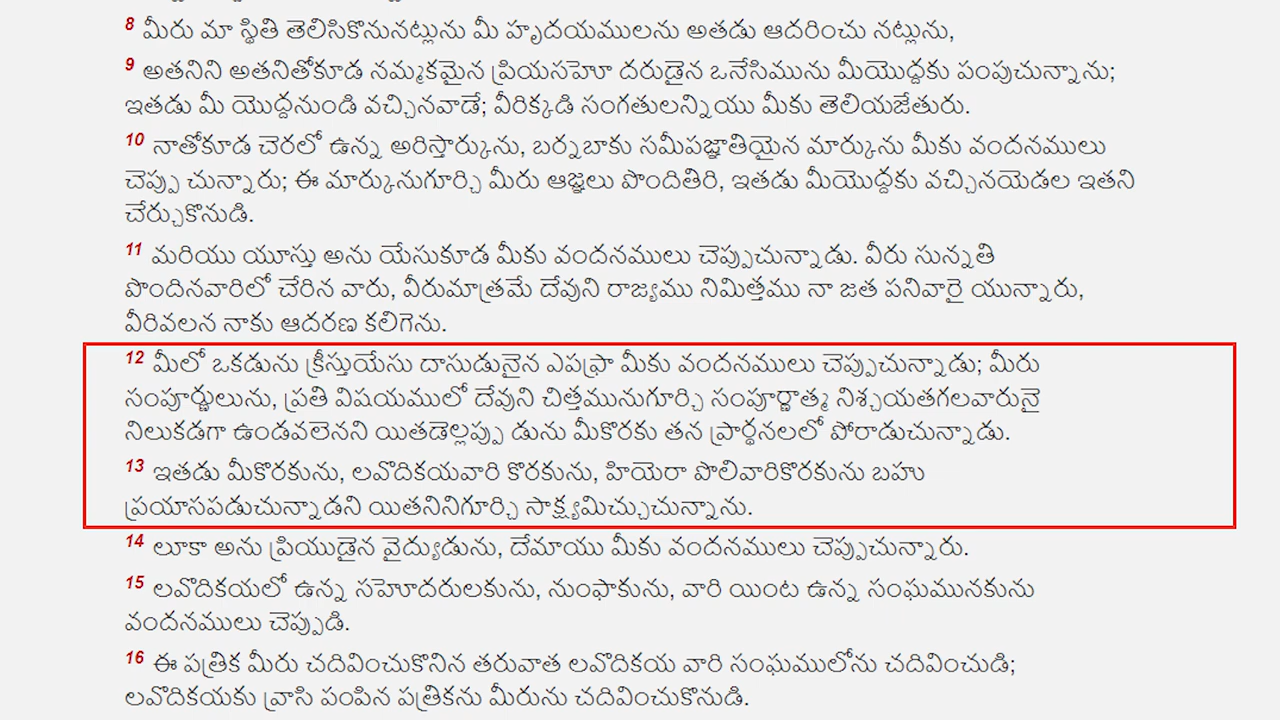 8 మీరు మా స్థితి తెలిసికొనునట్లును మీ హృదయములను అతడు ఆదరించు నట్లును,
9 అతనిని అతనితోకూడ నమ్మకమైన ప్రియసహో దరుడైన ఒనేసిమును మీయొద్దకు పంపుచున్నాను;
ఇతడు మీ యొద్దనుండి వచ్చినవాడే; వీరిక్కడి సంగతులన్నియు మీకు తెలియజేతురు.
10 నాతోకూడ చెరలో ఉన్న అరిస్తార్కును, బర్నబాకు సమీపజ్ఞాతియైన మార్కును మీకు వందనములు
చెప్పు చున్నారు; ఈ మార్కునుగూర్చి మీరు ఆజ్ఞలు పొందితిరి, ఇతడు మీయొద్దకు వచ్చినయెడల ఇతని
చేర్చుకొనుడి.
11 మరియు యూస్తు అను యేసుకూడ మీకు వందనములు చెప్పుచున్నాడు. వీరు సున్నతి
పొందినవారిలో చేరిన వారు, వీరుమాత్రమే దేవుని రాజ్యము నిమిత్తము నా జత పనివారై యున్నారు,
వీరివలన నాకు ఆదరణ కలిగెను.
12 మీలో ఒకడును క్రీస్తుయేసు దాసుడునైన ఎపఫ్రా మీకు వందనములు చెప్పుచున్నాడు; మీరు
సంపూర్ణులును, ప్రతి విషయములో దేవుని చిత్తమునుగూర్చి సంపూర్ణాత్మ నిశ్చయతగలవారునై
నిలుకడగా ఉండవలెనని యితడెల్లప్పు డును మీకొరకు తన ప్రార్థనలలో పోరాడుచున్నాడు.
13 ఇతడు మీకొరకును, లవొదికయవారి కొరకును, హియెరా పొలివారికొరకును బహు
ప్రయాసపడుచున్నాడని యితనినిగూర్చి సాక్ష్యమిచ్చుచున్నాను.
14 లూకా అను ప్రియుడైన వైద్యుడును, దేమాయు మీకు వందనములు చెప్పుచున్నారు.
15 లవొదికయలో ఉన్న సహోదరులకును, నుంఫాకును, వారి యింట ఉన్న సంఘమునకును
వందనములు చెప్పుడి.
16 ఈ పత్రిక మీరు చదివించుకొనిన తరువాత లవొదికయ వారి సంఘములోను చదివించుడి;
లవొదికయకు వ్రాసి పంపిన పత్రికను మీరును చదివించుకొనుడి.